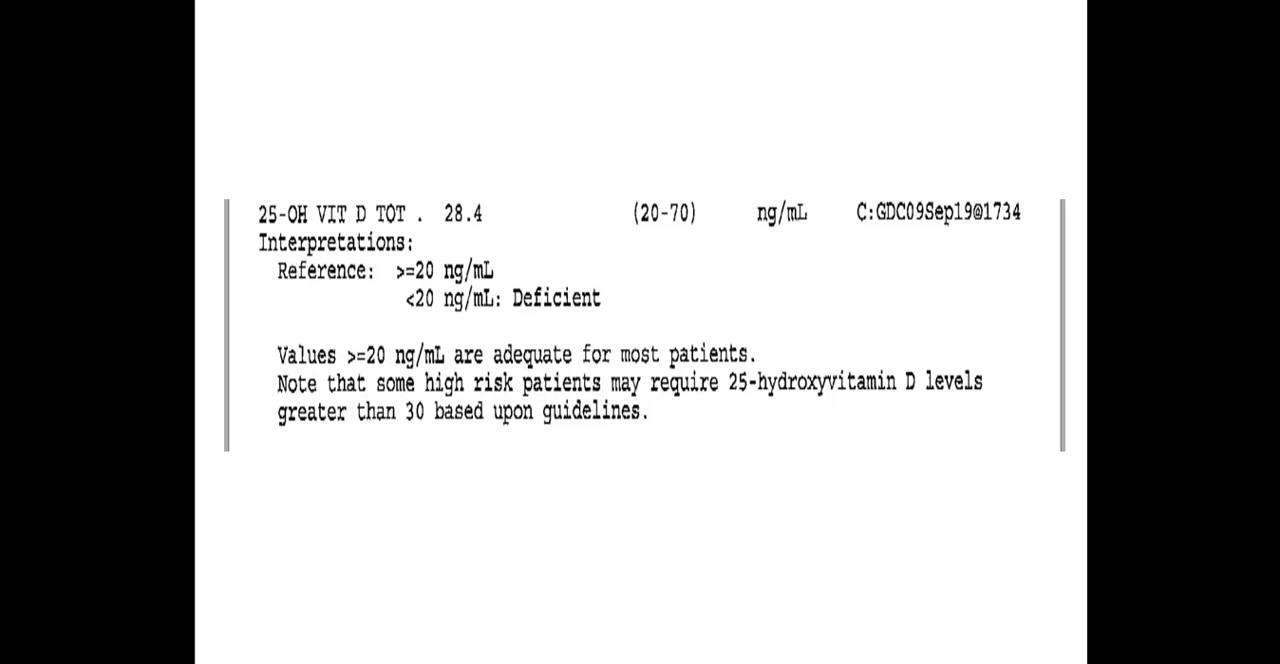 25-OH VIT D TOT . 28.4 (20-70) ng/mL C:GDC09Sep19@1734
Interpretations:
Reference: >=20 ng/mL
<20 ng/mL: Deficient
Values >=20 ng/mL are adequate for most patients.
Note that some high risk patients may require 25-hydroxyvitamin D levels
greater than 30 based upon guidelines.